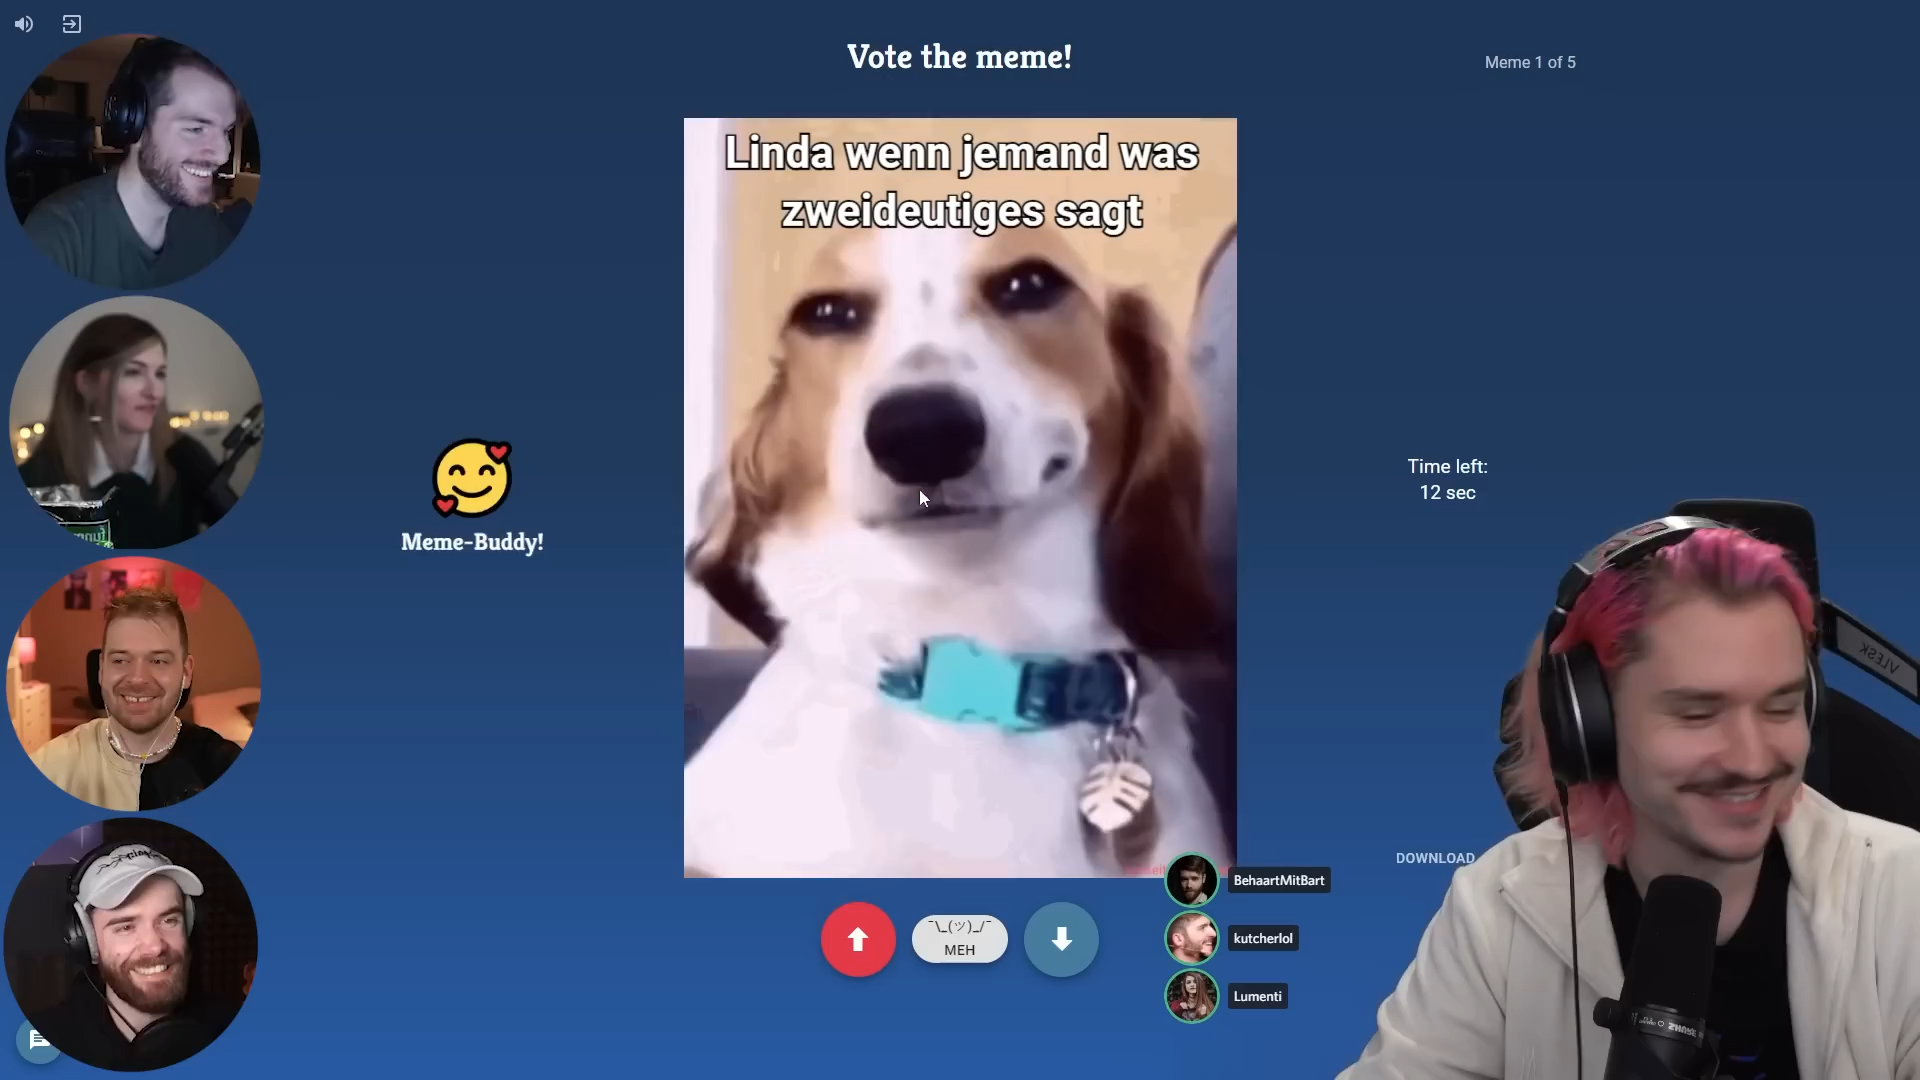 Vote the meme!
Meme 1 of 5
Linda wenn jemand was
zweideutiges sagt
Time left:
12 sec
Meme-Buddy!
VLESK
DOWNLOAD
BehaartMitBart
¯\_(ツ)_/¯
MEH
kutcherlol
Lumenti